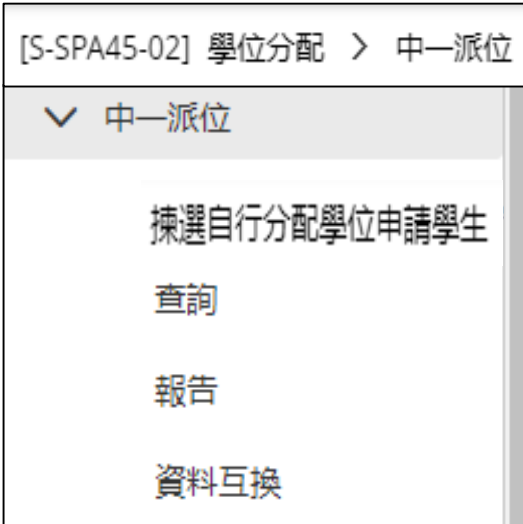 [S-SPA45-02] 學位分配 > 中一派位
中一派位
揀選自行分配學位申請學生
查詢
報告
資料互換